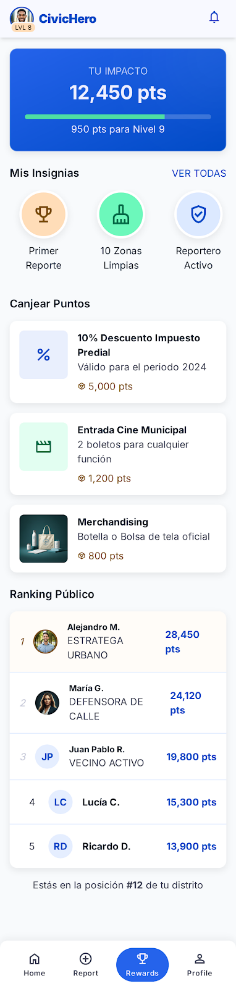 LVL 8
CivicHero
TU IMPACTO
12,450 pts
950 pts para Nivel 9
Mis Insignias
VER TODAS
Primer
Reporte
10 Zonas
Limpias
Reportero
Activo
Canjear Puntos
10% Descuento Impuesto
Predial
Válido para el periodo 2024
5,000 pts
Entrada Cine Municipal
2 boletos para cualquier
función
1,200 pts
Merchandising
Botella o Bolsa de tela oficial
800 pts
Ranking Público
1
Alejandro M.
ESTRATEGA
URBANO
28,450
pts
2
María G.
DEFENSORA DE
CALLE
24,120
pts
3
JP
Juan Pablo R.
VECINO ACTIVO
19,800 pts
4
LC
Lucía C.
15,300 pts
5
RD
Ricardo D.
13,900 pts
Estás en la posición #12 de tu distrito
Home
Report
Rewards
Profile